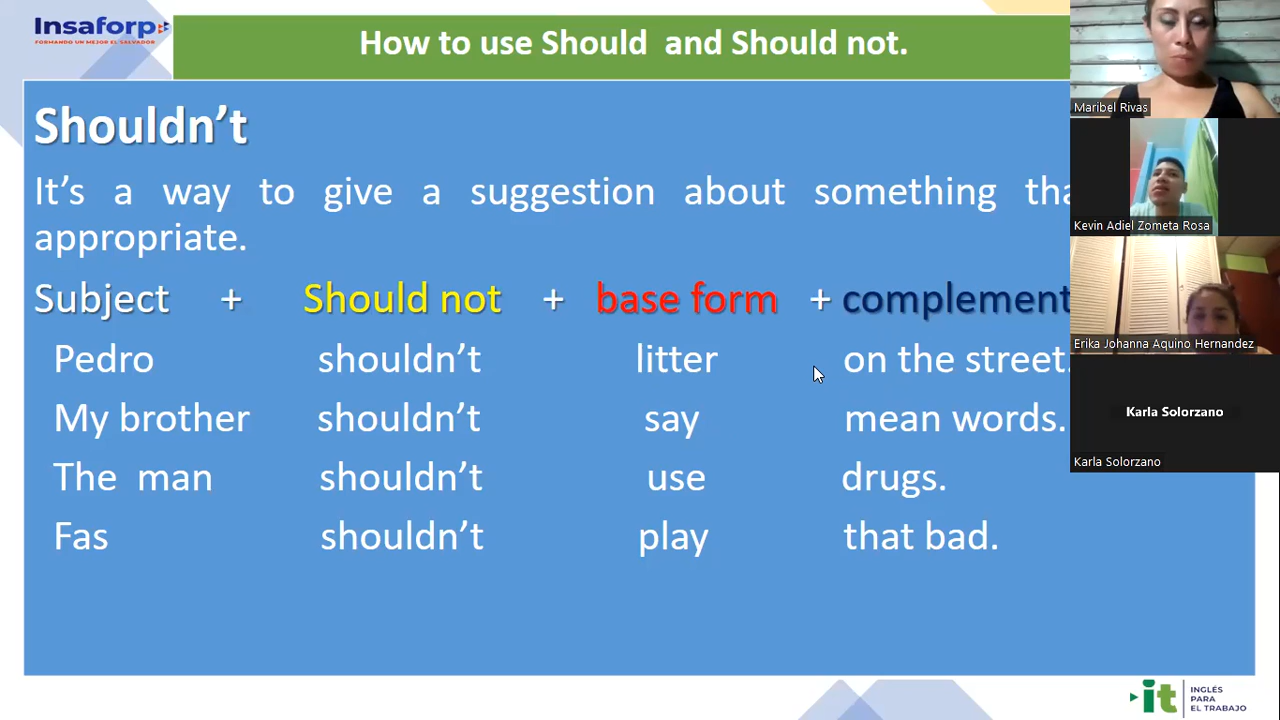 Insaforp
FORMANDO UN MEJOR EL SALVADOR
How to use Should and Should not.
Shouldn't
It's a way to give a suggestion about something
appropriate.
Subject + Should not + base form + complement
Pedro shouldn't litter on the street.
My brother shouldn't say mean words.
The man shouldn't use drugs.
Fas shouldn't play that bad.
Maribel Rivas
Kevin Adiel Zometa Rosa
Erika Johanna Aquino Hernandez
Karla Solorzano
Karla Solorzano
it
INGLÉS
PARA
EL TRABAJO